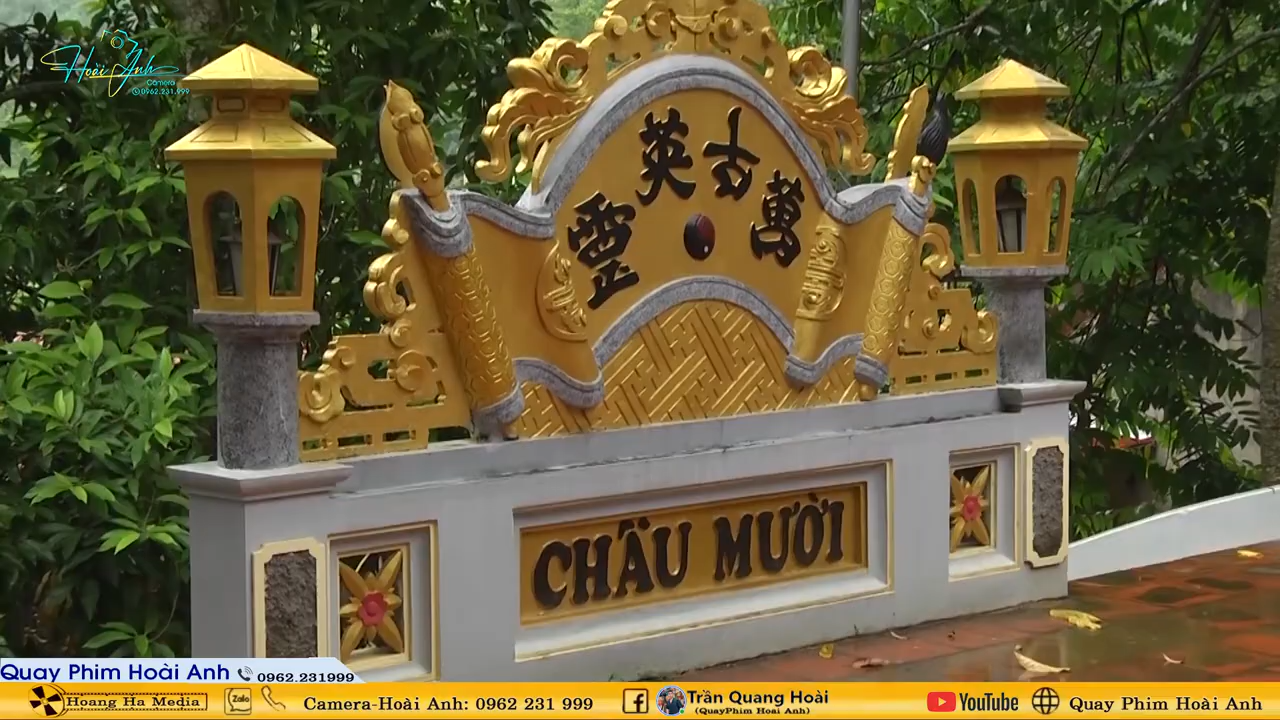 Hoài Anh
Camera
0962.231.999
靈英古萬
CHẦU MƯỜI
Quay Phim Hoài Anh 0962.231999
Hoang Ha Media Zalo Camera-Hoài Anh: 0962 231 999 Trần Quang Hoài YouTube Quay Phim Hoài Anh
(QuayPhim Hoai Anh)